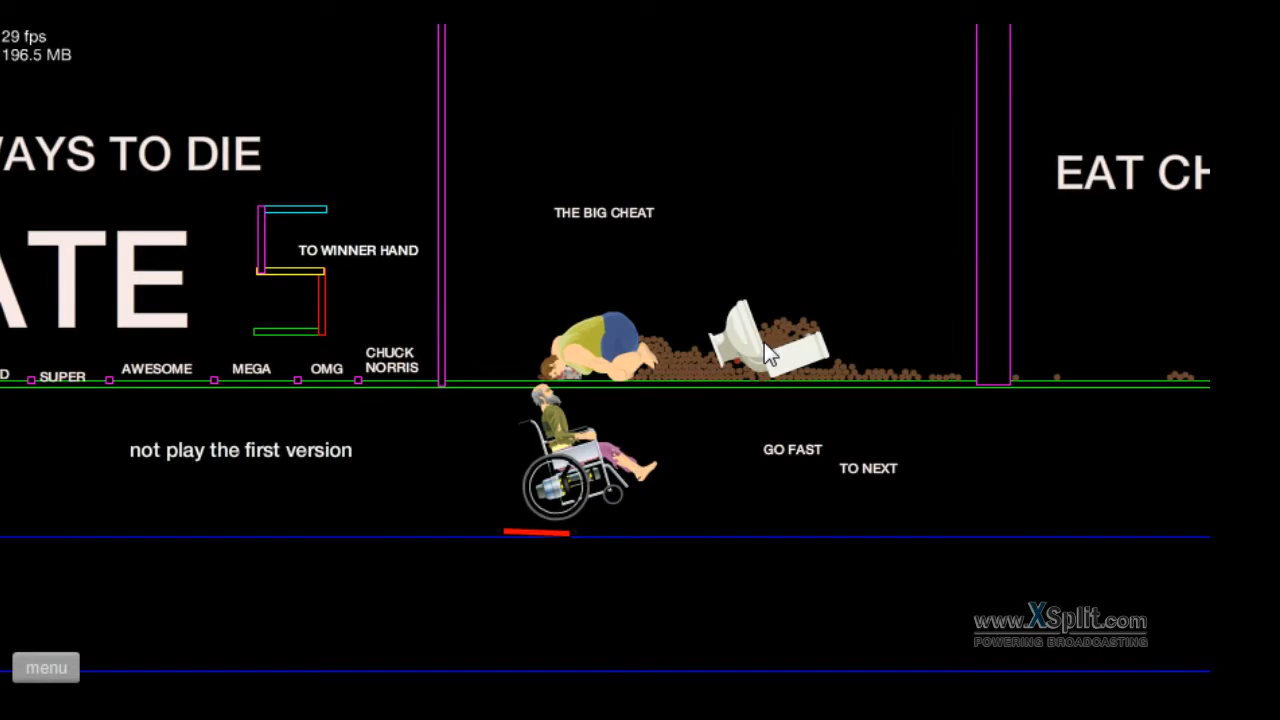 29 fps
196.5 MB
WAYS TO DIE
EAT CH
THE BIG CHEAT
ATE
TO WINNER HAND
D
SUPER
AWESOME
MEGA
OMG
CHUCK
NORRIS
not play the first version
GO FAST
TO NEXT
www.XSplit.com
POWERING BROADCASTING
menu